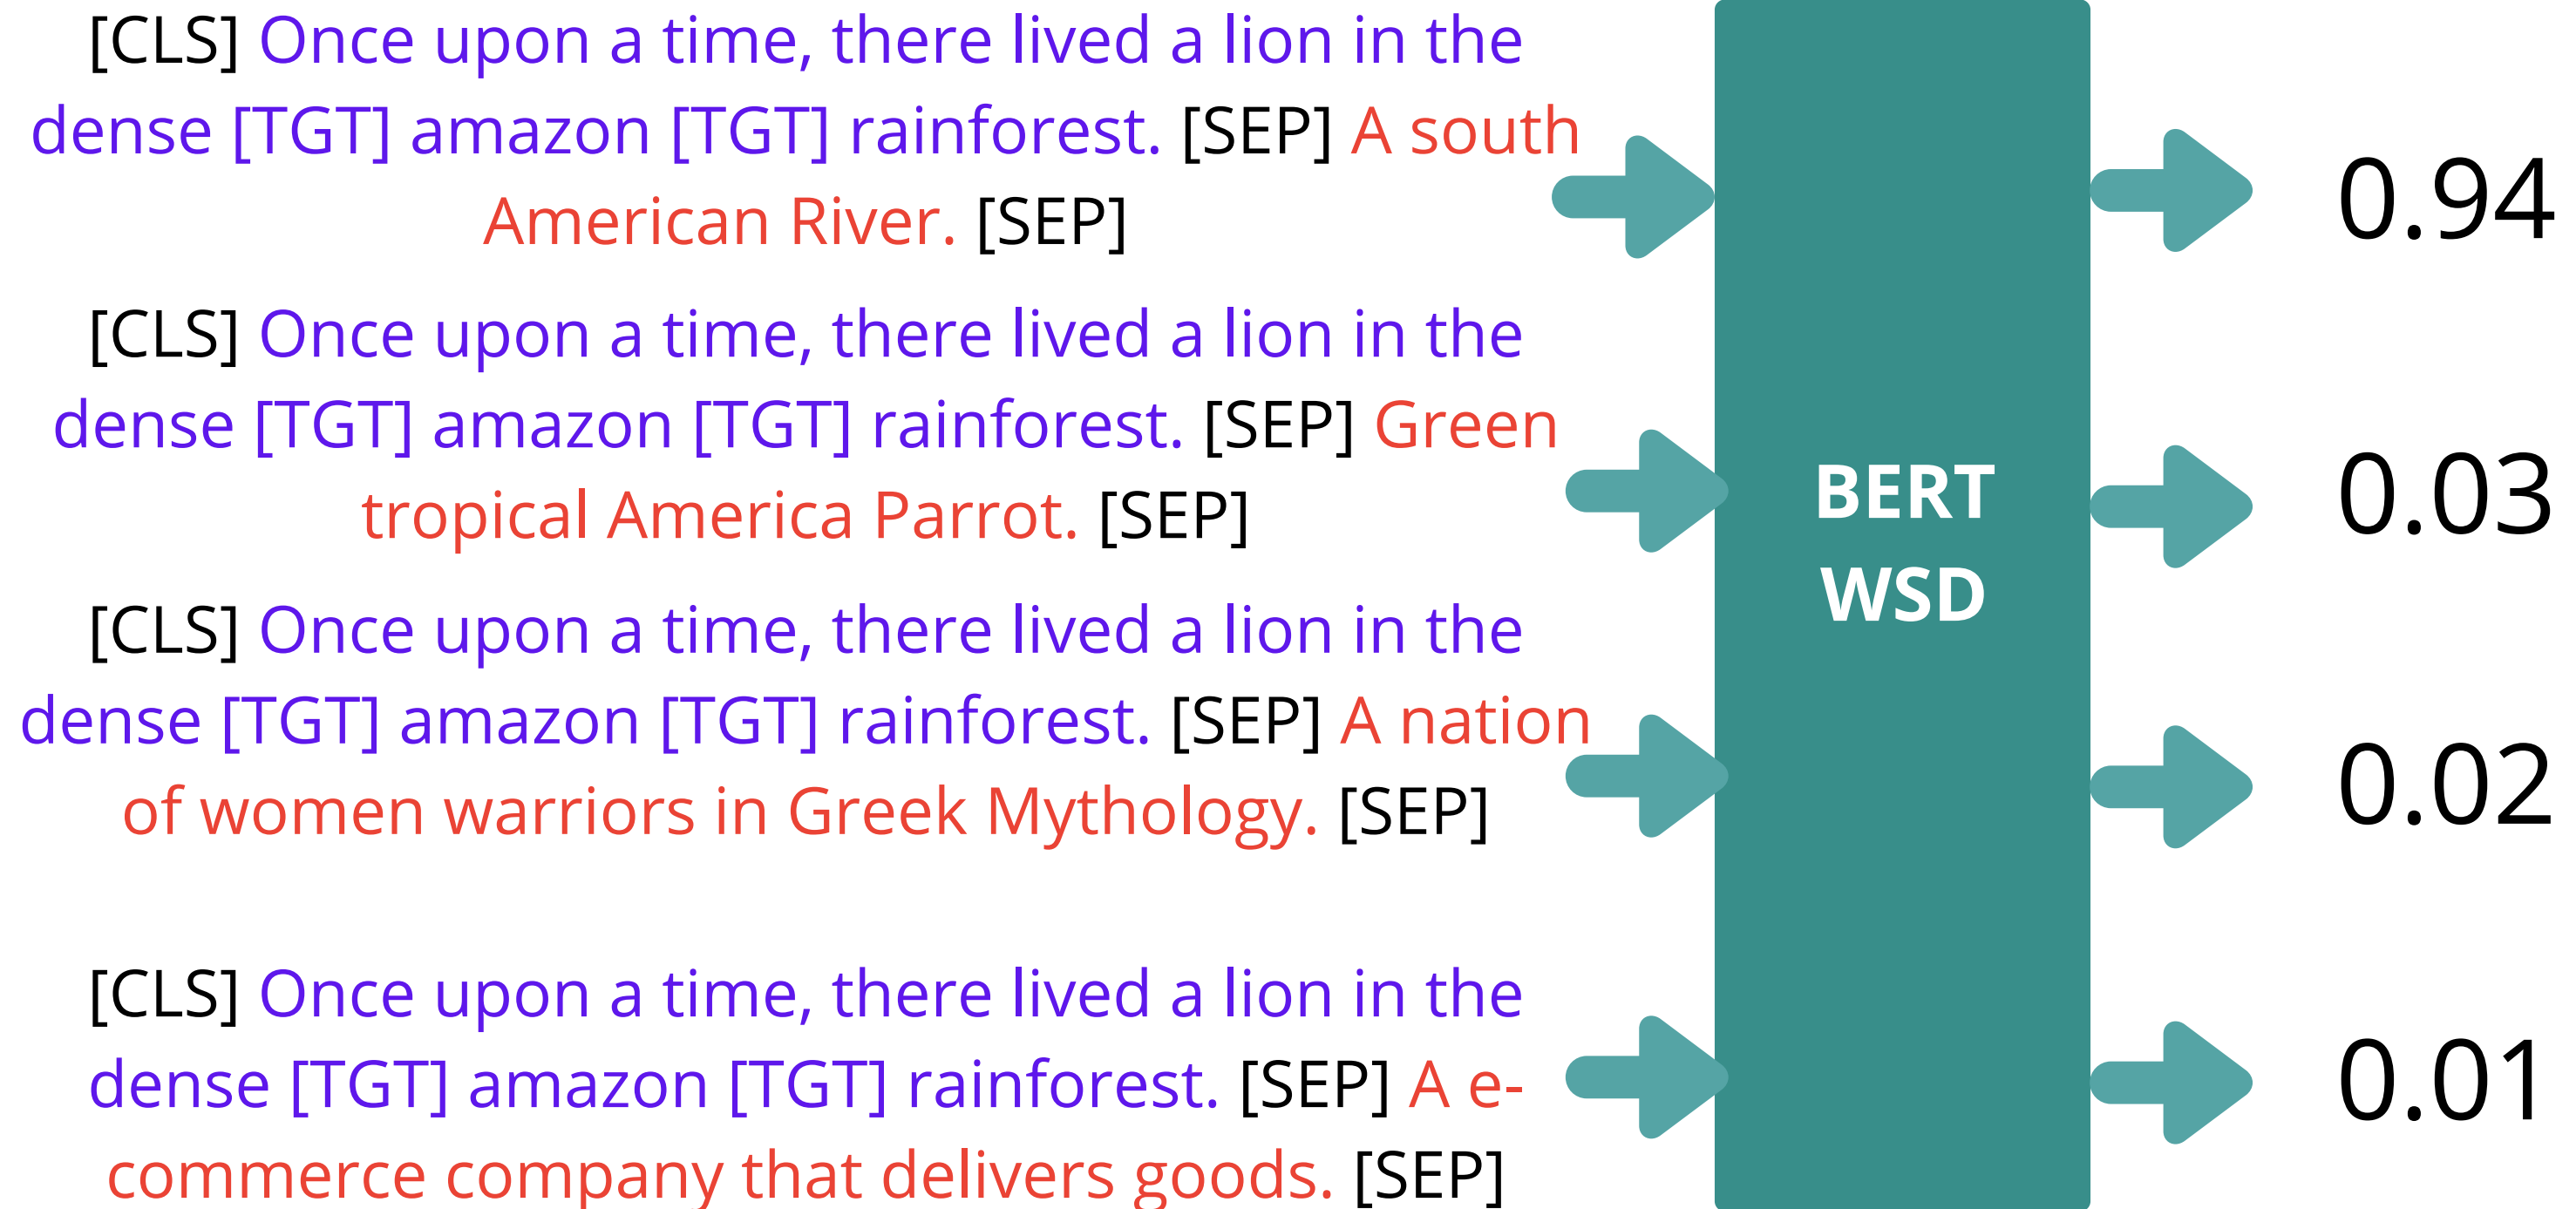 [CLS] Once upon a time, there lived a lion in the
dense [TGT] amazon [TGT] rainforest. [SEP] A south
American River. [SEP]
0.94
[CLS] Once upon a time, there lived a lion in the
dense [TGT] amazon [TGT] rainforest. [SEP] Green
tropical America Parrot. [SEP]
0.03
[CLS] Once upon a time, there lived a lion in the
dense [TGT] amazon [TGT] rainforest. [SEP] A nation
of women warriors in Greek Mythology. [SEP]
0.02
[CLS] Once upon a time, there lived a lion in the
dense [TGT] amazon [TGT] rainforest. [SEP] A e-
commerce company that delivers goods. [SEP]
0.01
BERT
WSD